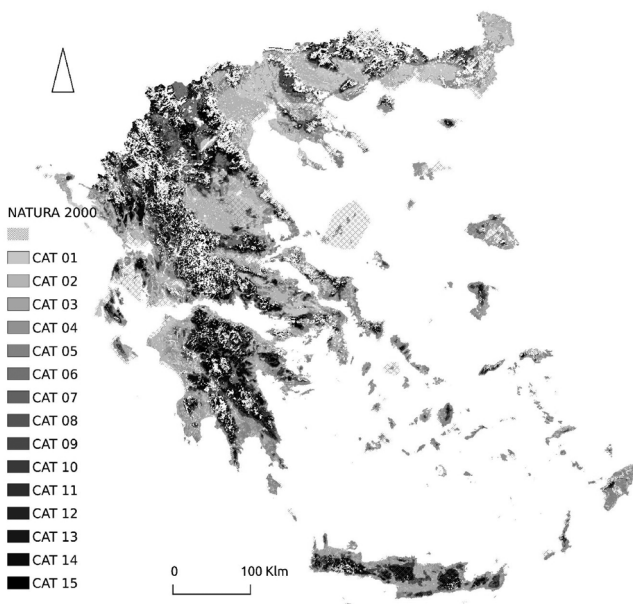 NATURA 2000
CAT 01
CAT 02
CAT 03
CAT 04
CAT 05
CAT 06
CAT 07
CAT 08
CAT 09
CAT 10
CAT 11
CAT 12
CAT 13
CAT 14
CAT 15
0 100 Klm